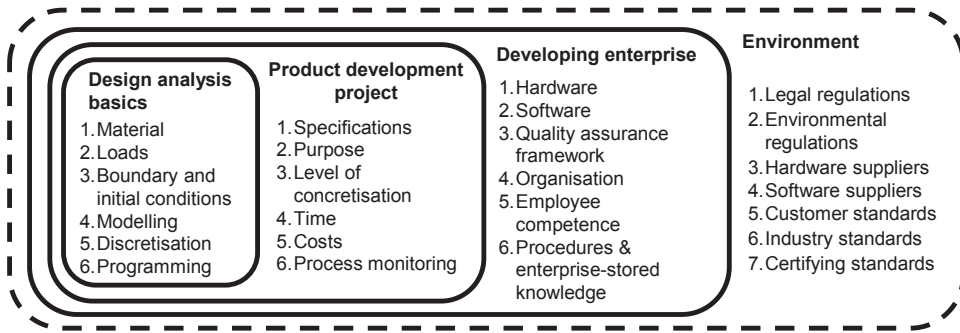 Design analysis
basics
1. Material
2. Loads
3. Boundary and
initial conditions
4. Modelling
5. Discretisation
6. Programming
Product development
project
1. Specifications
2. Purpose
3. Level of
concretisation
4. Time
5. Costs
6. Process monitoring
Developing enterprise
1. Hardware
2. Software
3. Quality assurance
framework
4. Organisation
5. Employee
competence
6. Procedures &
enterprise-stored
knowledge
Environment
1. Legal regulations
2. Environmental
regulations
3. Hardware suppliers
4. Software suppliers
5. Customer standards
6. Industry standards
7. Certifying standards